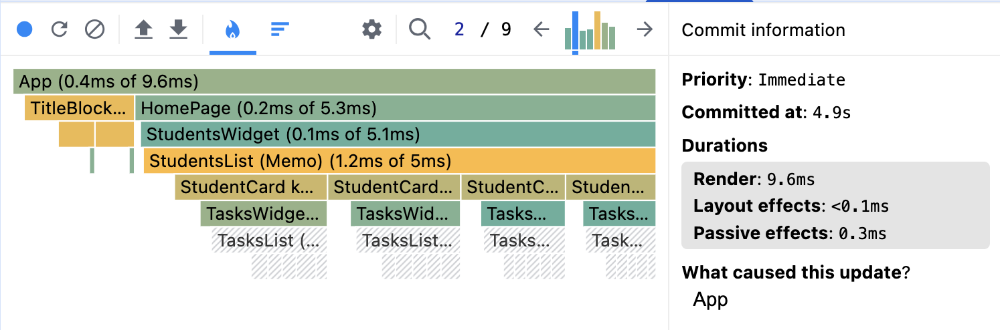 2 / 9
Commit information
App (0.4ms of 9.6ms)
TitleBlock... HomePage (0.2ms of 5.3ms)
StudentsWidget (0.1ms of 5.1ms)
StudentsList (Memo) (1.2ms of 5ms)
StudentCard k... StudentCard... StudentC... Studen...
TasksWidge... TasksWid... Tasks... Tasks...
TasksList (... TasksList... Tasks... Task...
Priority: Immediate
Committed at: 4.9s
Durations
Render: 9.6ms
Layout effects: <0.1ms
Passive effects: 0.3ms
What caused this update?
App